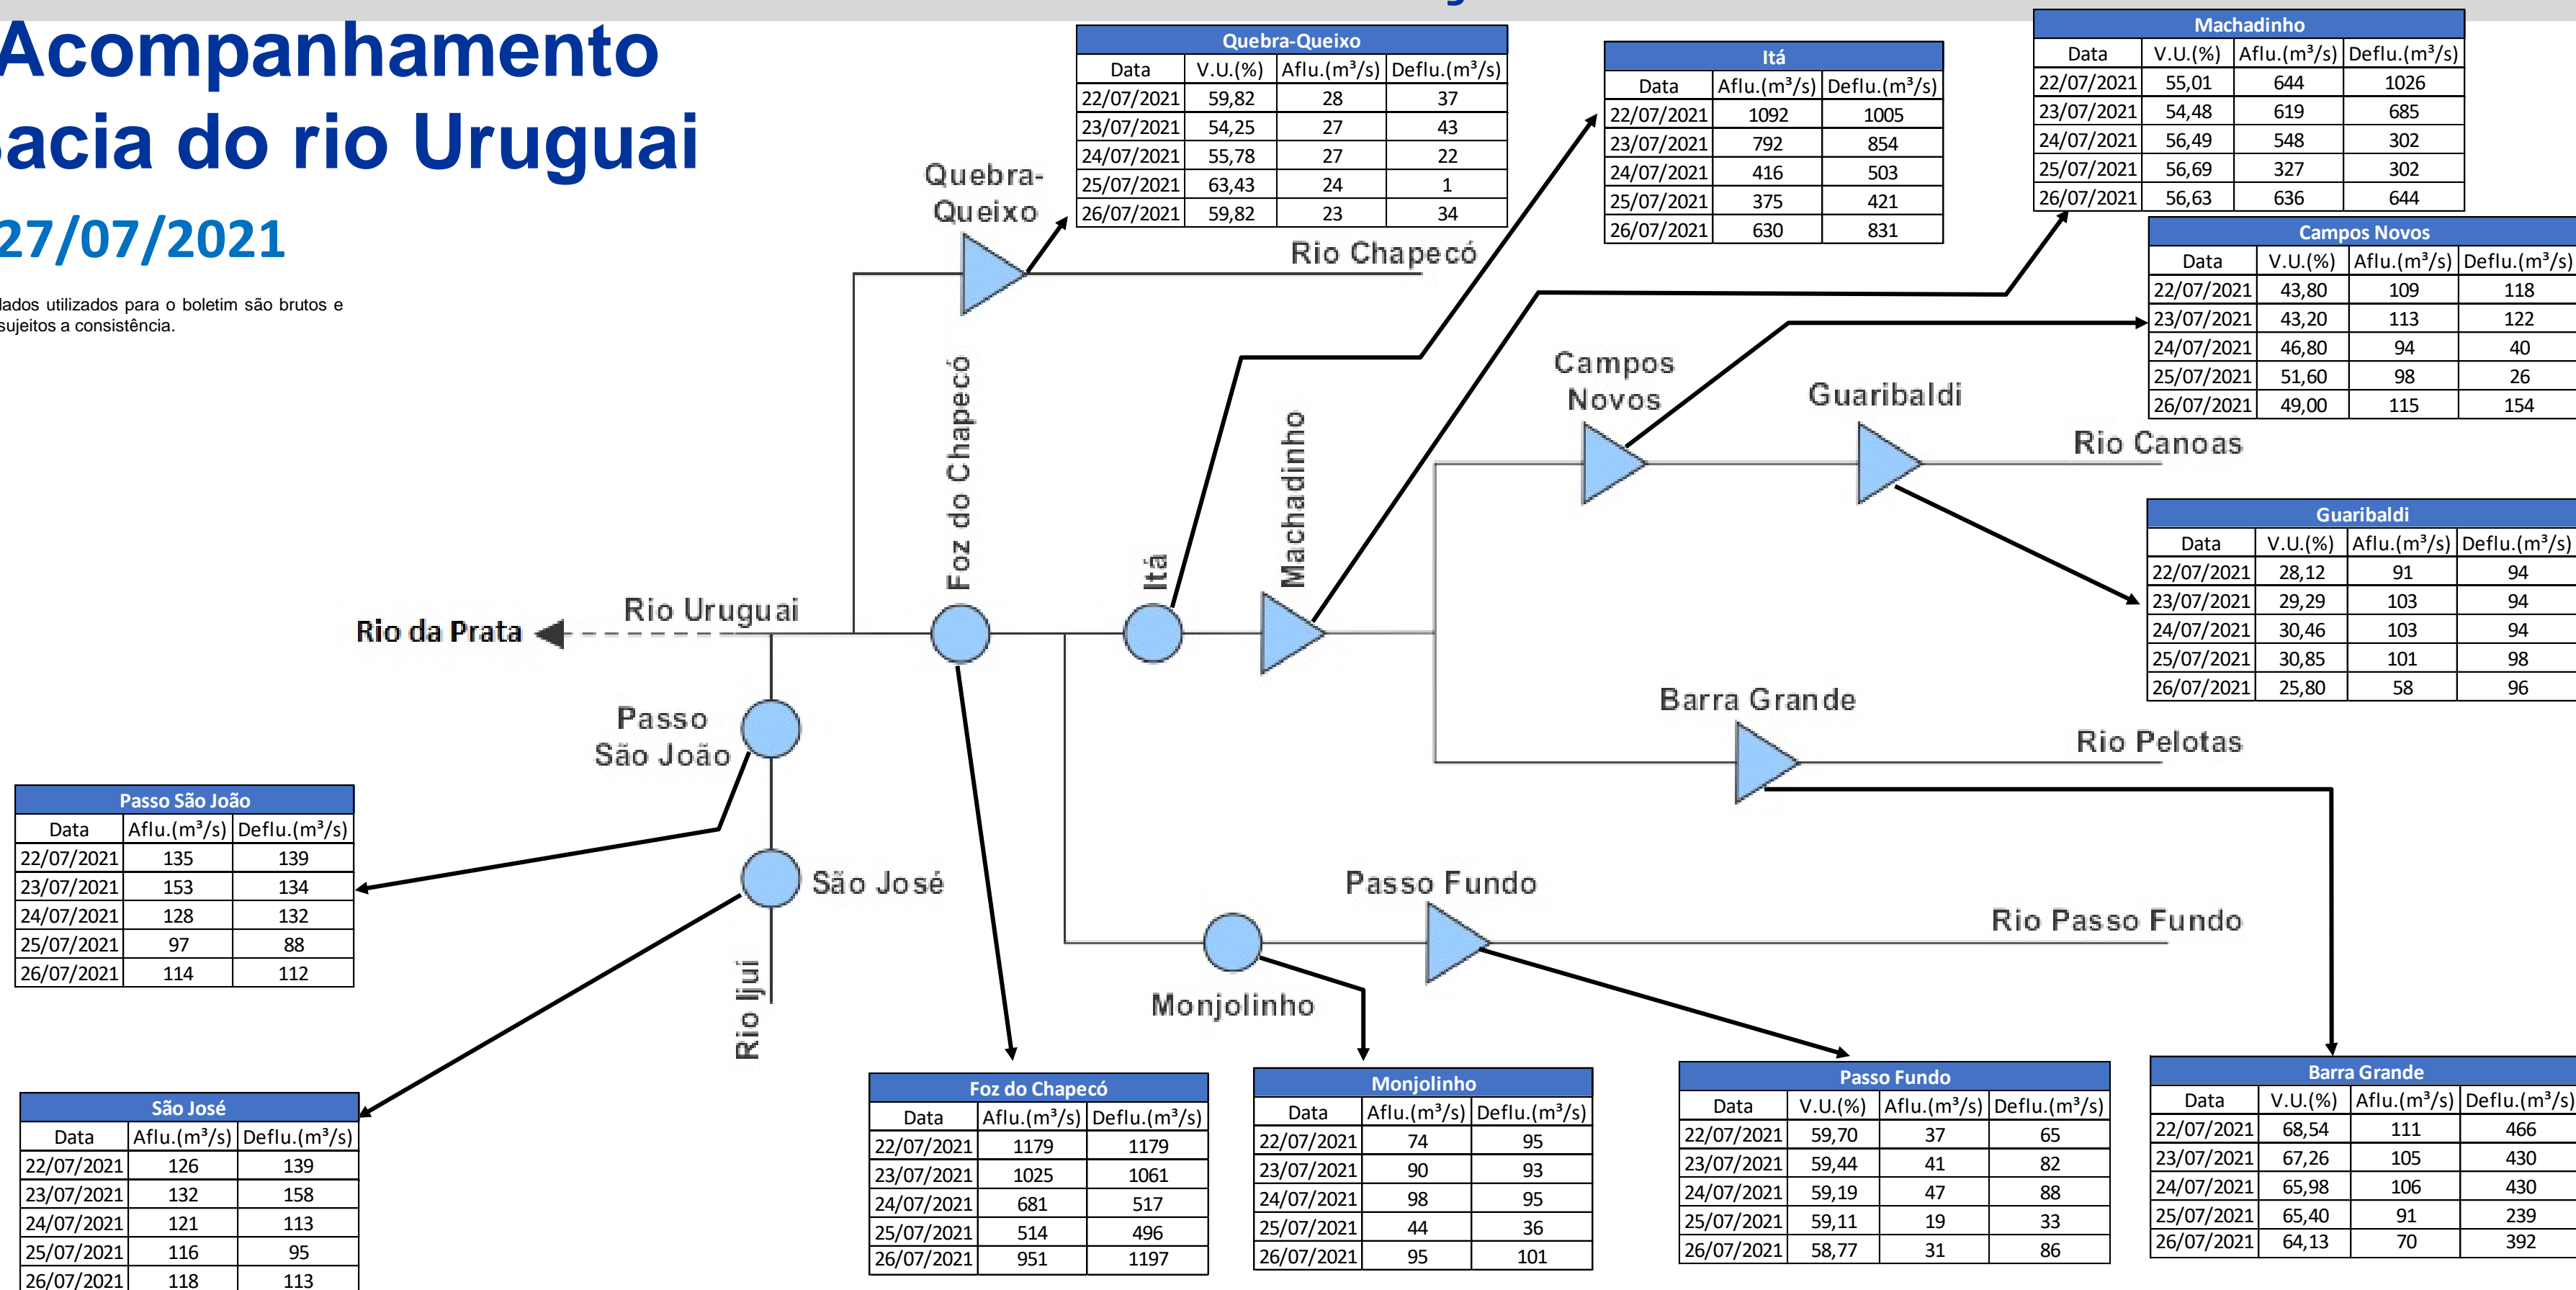 Acompanhamento
acia do rio Uruguai
27/07/2021
dados utilizados para o boletim são brutos e
sujeitos a consistência.
Quebra-Queixo
Data V.U.(%) Aflu.(m³/s) Deflu.(m³/s)
22/07/2021 59,82 28 37
23/07/2021 54,25 27 43
24/07/2021 55,78 27 22
25/07/2021 63,43 24 1
26/07/2021 59,82 23 34
Itá
Data Aflu.(m³/s) Deflu.(m³/s)
22/07/2021 1092 1005
23/07/2021 792 854
24/07/2021 416 503
25/07/2021 375 421
26/07/2021 630 831
Machadinho
Data V.U.(%) Aflu.(m³/s) Deflu.(m³/s)
22/07/2021 55,01 644 1026
23/07/2021 54,48 619 685
24/07/2021 56,49 548 302
25/07/2021 56,69 327 302
26/07/2021 56,63 636 644
Campos Novos
Data V.U.(%) Aflu.(m³/s) Deflu.(m³/s)
22/07/2021 43,80 109 118
23/07/2021 43,20 113 122
24/07/2021 46,80 94 40
25/07/2021 51,60 98 26
26/07/2021 49,00 115 154
Guaribaldi
Data V.U.(%) Aflu.(m³/s) Deflu.(m³/s)
22/07/2021 28,12 91 94
23/07/2021 29,29 103 94
24/07/2021 30,46 103 94
25/07/2021 30,85 101 98
26/07/2021 25,80 58 96
Quebra-
Queixo
Rio Chapecó
Foz do Chapecó
Itá
Machadinho
Campos
Novos
Guaribaldi
Rio Canoas
Rio da Prata
Rio Uruguai
Barra Grande
Rio Pelotas
Passo
São João
São José
Rio Ijuí
Passo Fundo
Rio Passo Fundo
Monjolinho
Passo São João
Data Aflu.(m³/s) Deflu.(m³/s)
22/07/2021 135 139
23/07/2021 153 134
24/07/2021 128 132
25/07/2021 97 88
26/07/2021 114 112
São José
Data Aflu.(m³/s) Deflu.(m³/s)
22/07/2021 126 139
23/07/2021 132 158
24/07/2021 121 113
25/07/2021 116 95
26/07/2021 118 113
Foz do Chapecó
Data Aflu.(m³/s) Deflu.(m³/s)
22/07/2021 1179 1179
23/07/2021 1025 1061
24/07/2021 681 517
25/07/2021 514 496
26/07/2021 951 1197
Monjolinho
Data Aflu.(m³/s) Deflu.(m³/s)
22/07/2021 74 95
23/07/2021 90 93
24/07/2021 98 95
25/07/2021 44 36
26/07/2021 95 101
Passo Fundo
Data V.U.(%) Aflu.(m³/s) Deflu.(m³/s)
22/07/2021 59,70 37 65
23/07/2021 59,44 41 82
24/07/2021 59,19 47 88
25/07/2021 59,11 19 33
26/07/2021 58,77 31 86
Barra Grande
Data V.U.(%) Aflu.(m³/s) Deflu.(m³/s)
22/07/2021 68,54 111 466
23/07/2021 67,26 105 430
24/07/2021 65,98 106 430
25/07/2021 65,40 91 239
26/07/2021 64,13 70 392